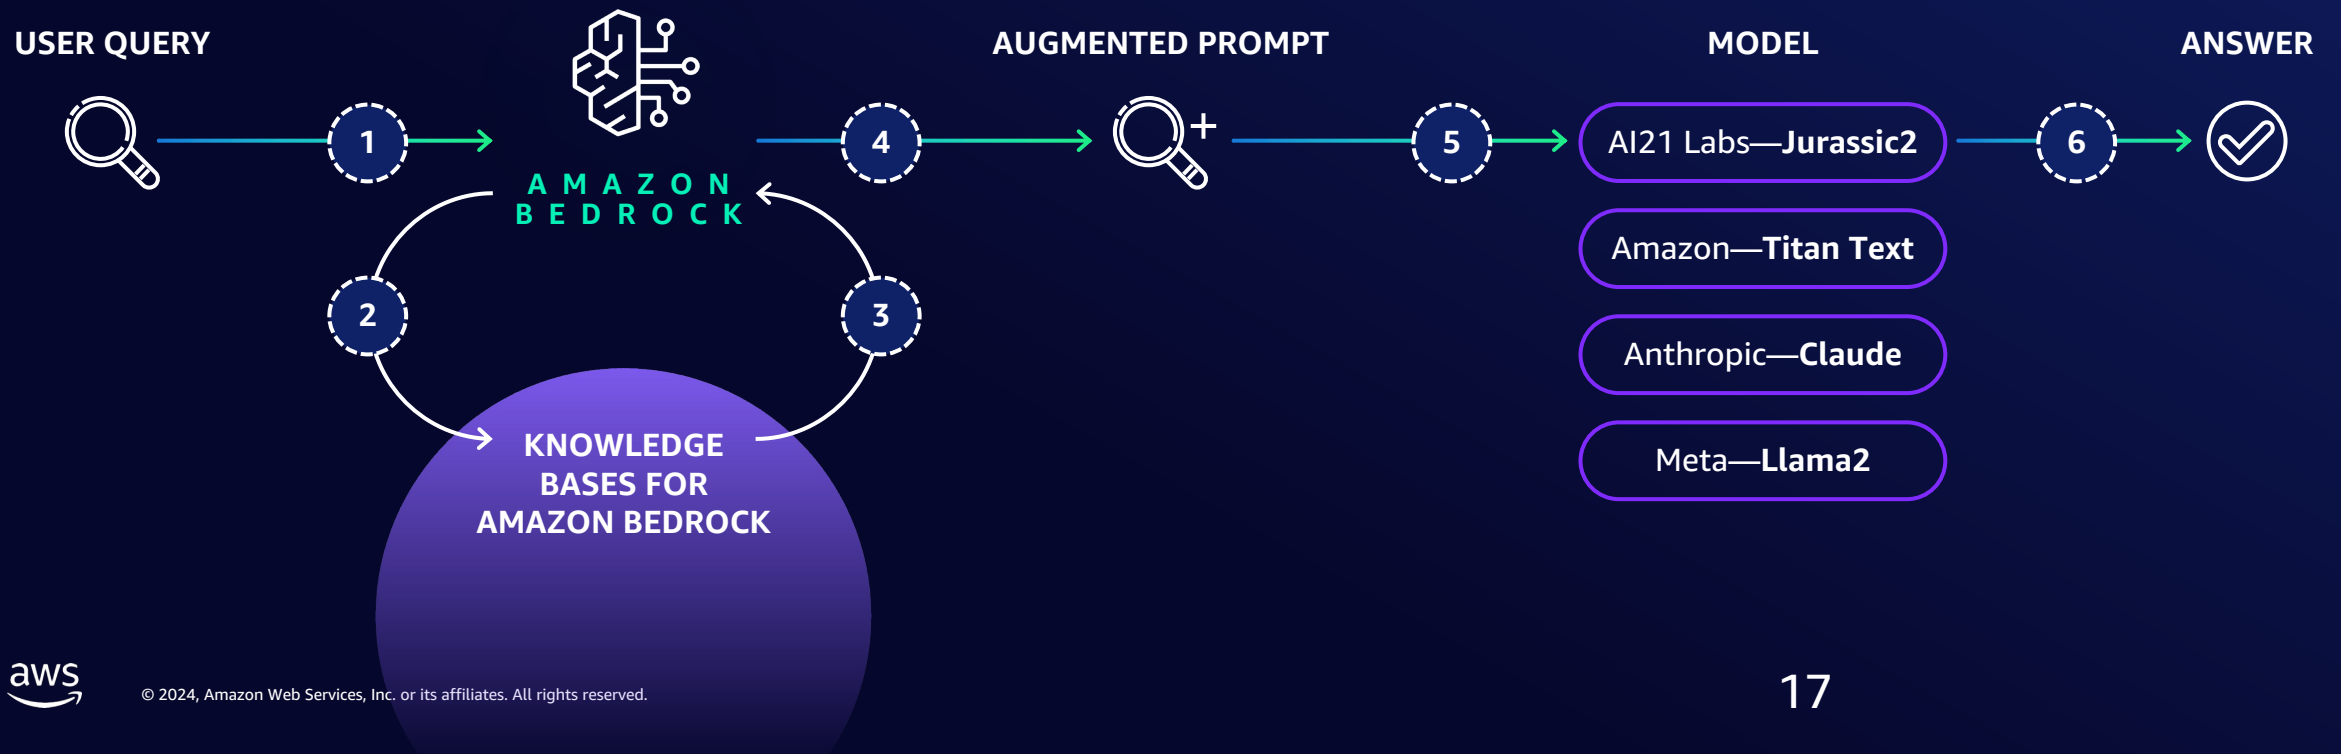 USER QUERY
AUGMENTED PROMPT
MODEL
ANSWER
1
4
5
6
AMAZON
BEDROCK
AI21 Labs—Jurassic2
Amazon—Titan Text
2
3
Anthropic—Claude
KNOWLEDGE
BASES FOR
AMAZON BEDROCK
Meta—Llama2
aws
© 2024, Amazon Web Services, Inc. or its affiliates. All rights reserved.
17